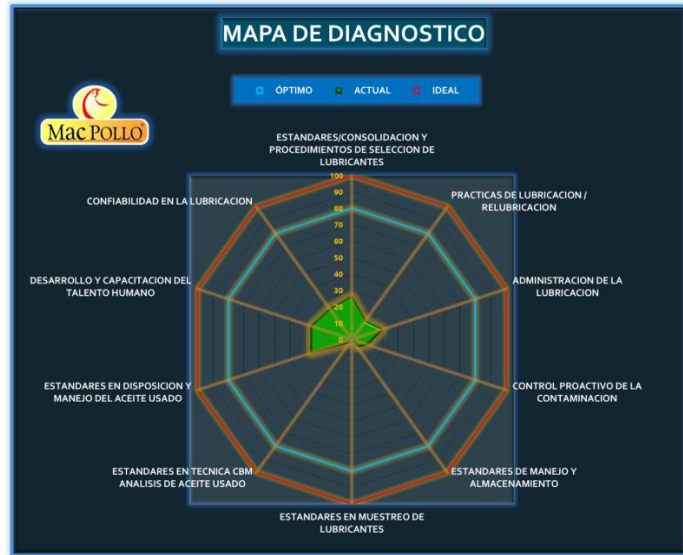 MAPA DE DIAGNOSTICO
ÓPTIMO ACTUAL IDEAL
MAC POLLO
ESTANDARES/CONSOLIDACION Y
PROCEDIMIENTOS DE SELECCION DE
LUBRICANTES
PRACTICAS DE LUBRICACION /
RELUBRICACION
ADMINISTRACION DE LA
LUBRICACION
CONTROL PROACTIVO DE LA
CONTAMINACION
ESTANDARES DE MANEJO Y
ALMACENAMIENTO
ESTANDARES EN MUESTREO DE
LUBRICANTES
ESTANDARES EN TECNICA CBM
ANALISIS DE ACEITE USADO
ESTANDARES EN DISPOSICION Y
MANEJO DEL ACEITE USADO
DESARROLLO Y CAPACITACION DEL
TALENTO HUMANO
CONFIABILIDAD EN LA LUBRICACION
100
90
80
70
60
50
40
30
20
10
0